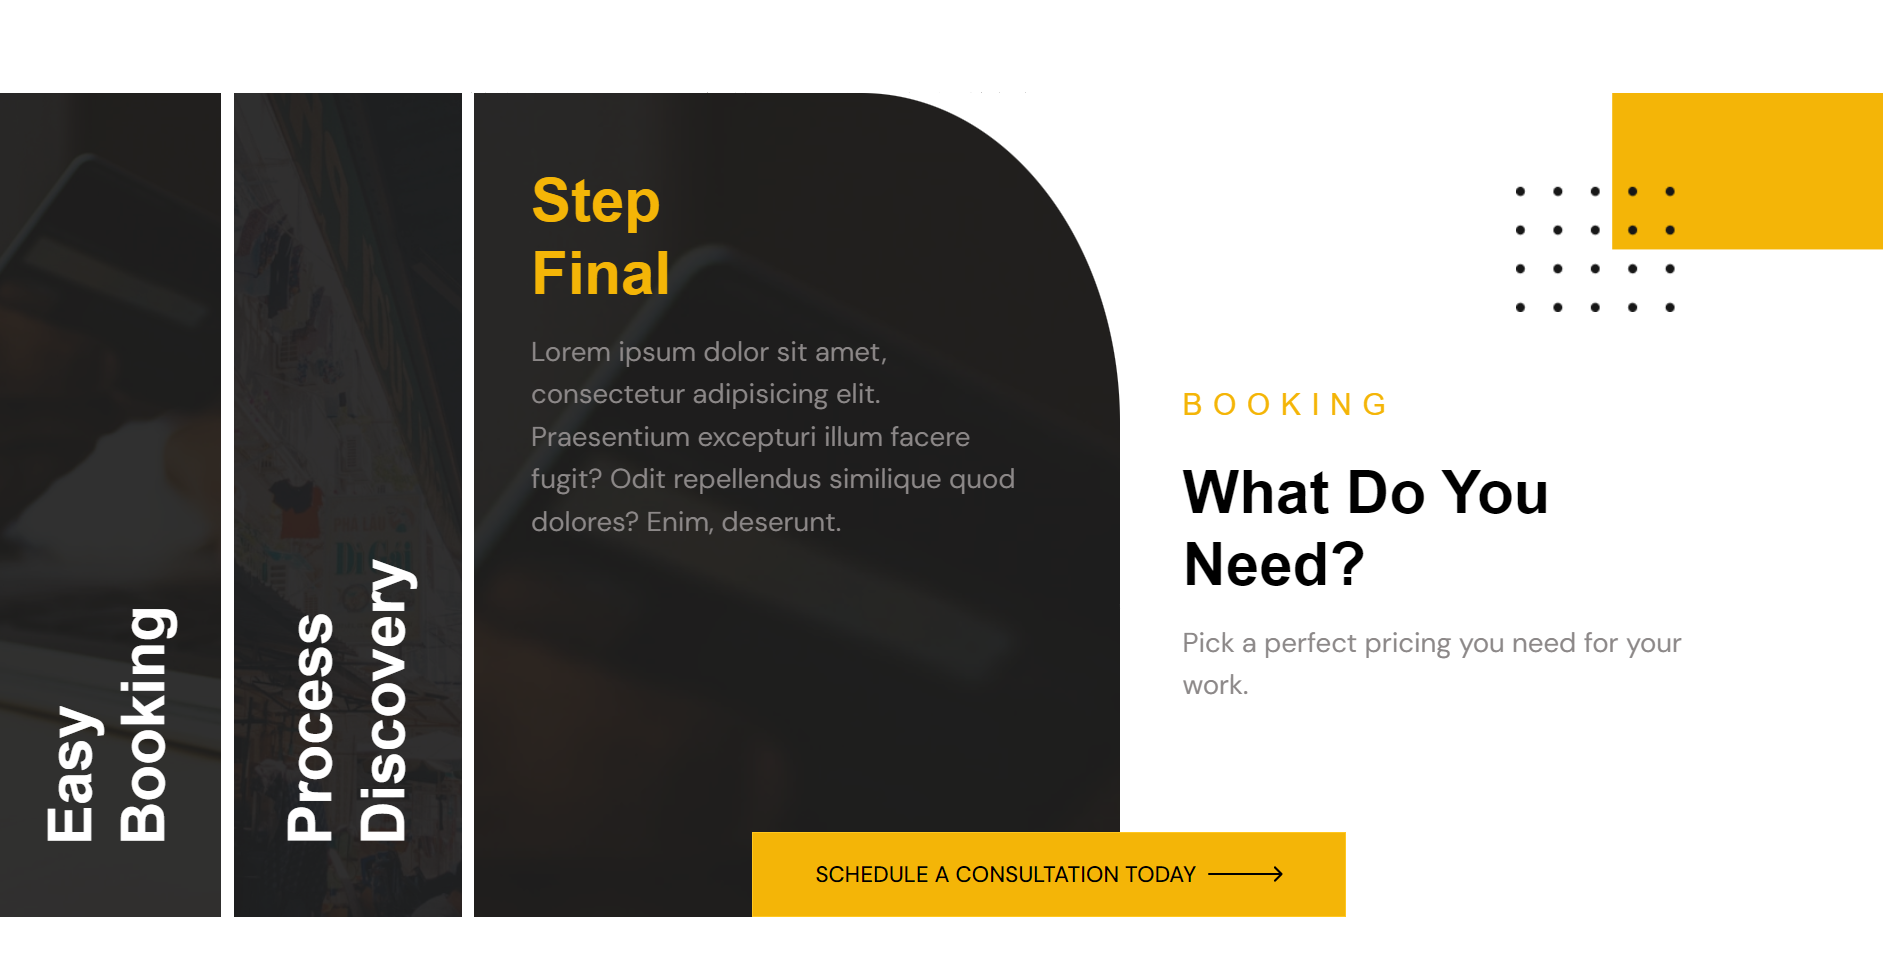 Easy
Booking
Process
Discovery
Step
Final
Lorem ipsum dolor sit amet,
consectetur adipisicing elit.
Praesentium excepturi illum facere
fugit? Odit repellendus similique quod
dolores? Enim, deserunt.
BOOKING
What Do You
Need?
Pick a perfect pricing you need for your
work.
SCHEDULE A CONSULTATION TODAY